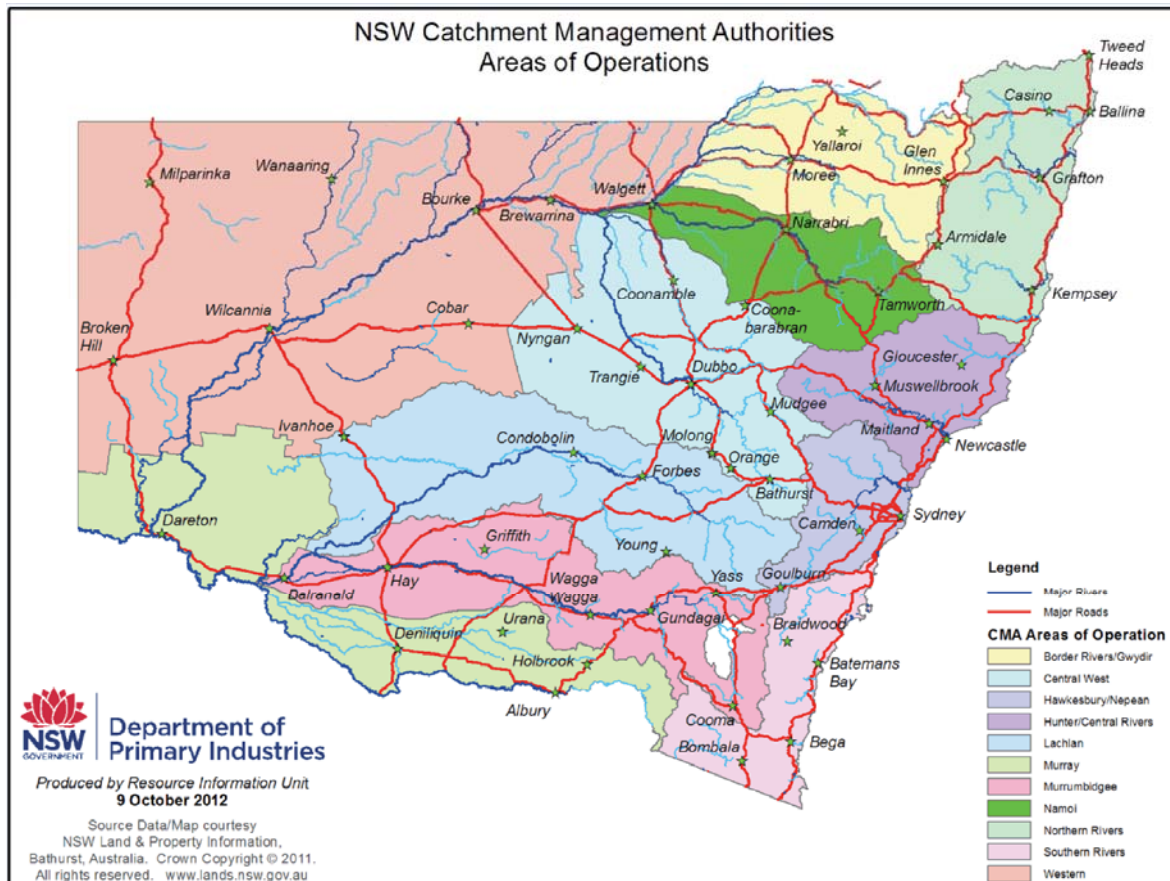 NSW Catchment Management Authorities
Areas of Operations
Tweed
Heads
Casino
Ballina
Yallaroi
Glen
Innes
Milparinka
Wanaaring
Moree
Grafton
Walgett
Bourke
Brewarrina
Narrabri
Armidale
Coonamble
Tamworth
Kempsey
Wilcannia
Cobar
Coona-
barabran
Broken
Hill
Nyngan
Gloucester
Trangie
Dubbo
Muswellbrook
Mudgee
Ivanhoe
Condobolin
Molong
Maitland
Newcastle
Orange
Forbes
Bathurst
Dareton
Camden
Sydney
Griffith
Young
Hay
Wagga
Wagga
Yass
Goulburn
Balranald
Urana
Gundagai
Braidwood
Deniliquin
Holbrook
Batemans
Bay
Albury
Cooma
Bombala
Bega
Legend
Major Rivers
Major Roads
CMA Areas of Operation
Border Rivers/Gwydir
Central West
Hawkesbury/Nepean
Hunter/Central Rivers
Lachlan
Murray
Murrumbidgee
Namoi
Northern Rivers
Southern Rivers
Western
NSW
GOVERNMENT
Department of
Primary Industries
Produced by Resource Information Unit
9 October 2012
Source Data/Map courtesy
NSW Land & Property Information,
Bathurst, Australia. Crown Copyright © 2011.
All rights reserved. www.lands.nsw.gov.au